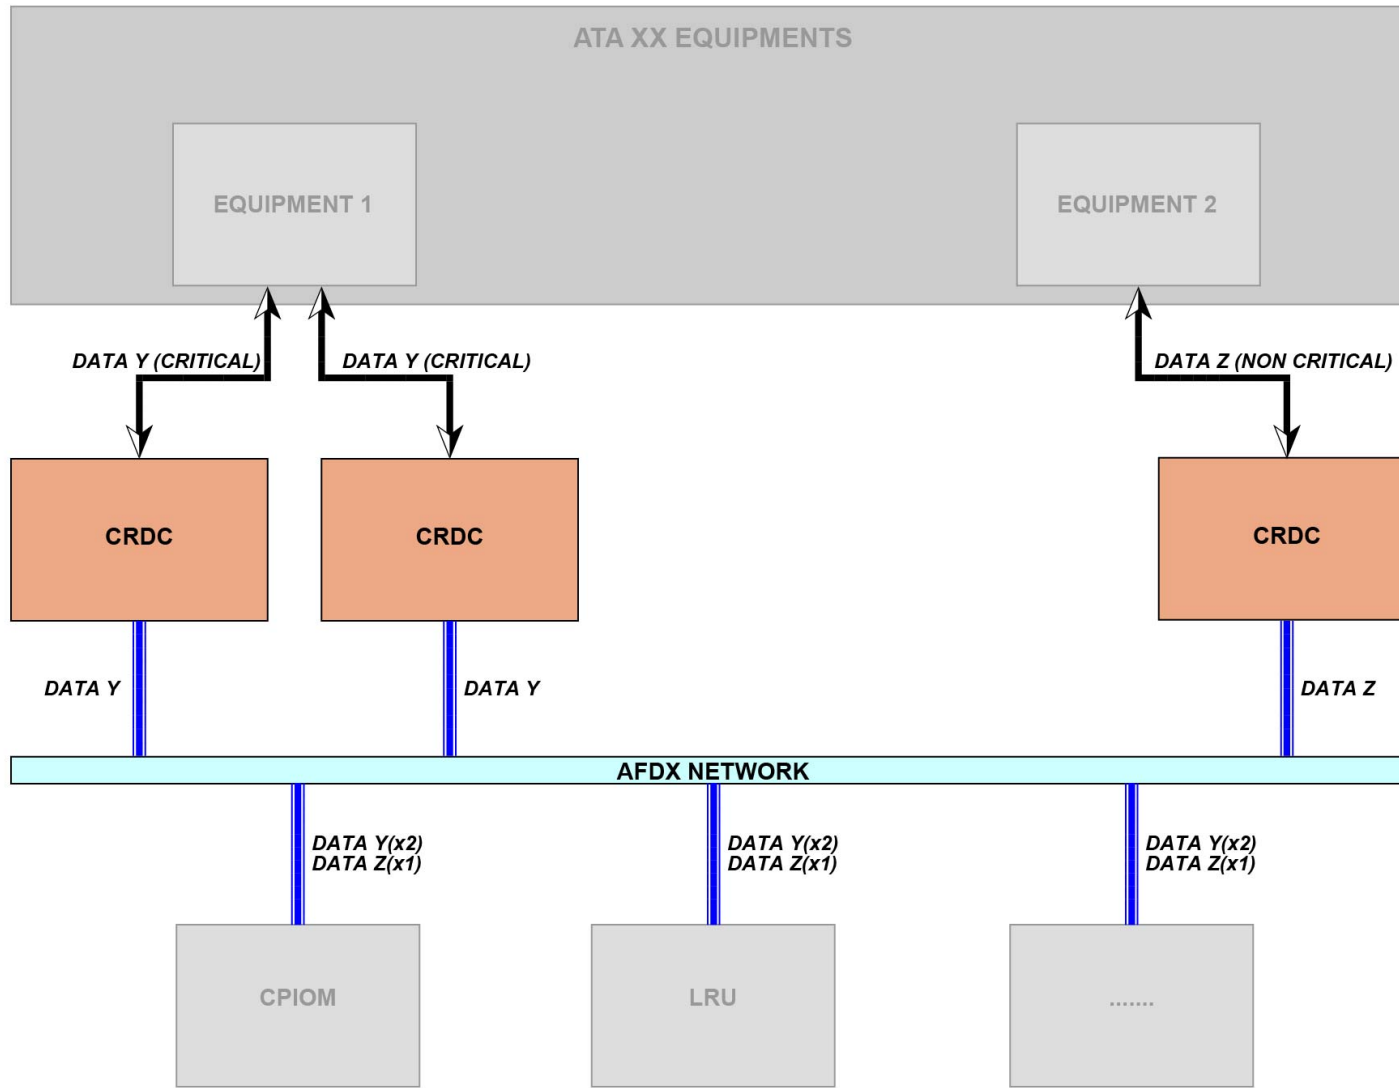 ATA XX EQUIPMENTS
EQUIPMENT 1
EQUIPMENT 2
DATA Y (CRITICAL)
DATA Y (CRITICAL)
DATA Z (NON CRITICAL)
CRDC
CRDC
CRDC
DATA Y
DATA Y
DATA Z
AFDX NETWORK
DATA Y(x2)
DATA Z(x1)
DATA Y(x2)
DATA Z(x1)
DATA Y(x2)
DATA Z(x1)
CPIOM
LRU
.......